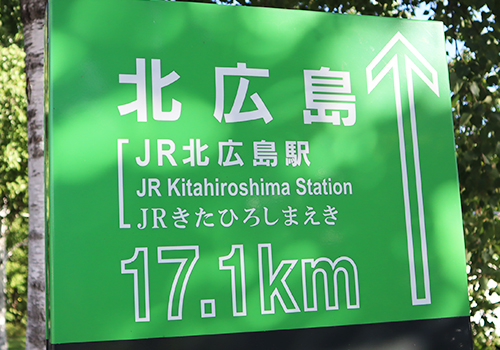 北広島
JR北広島駅
JR Kitahiroshima Station
JRきたひろしまえき
17.1km